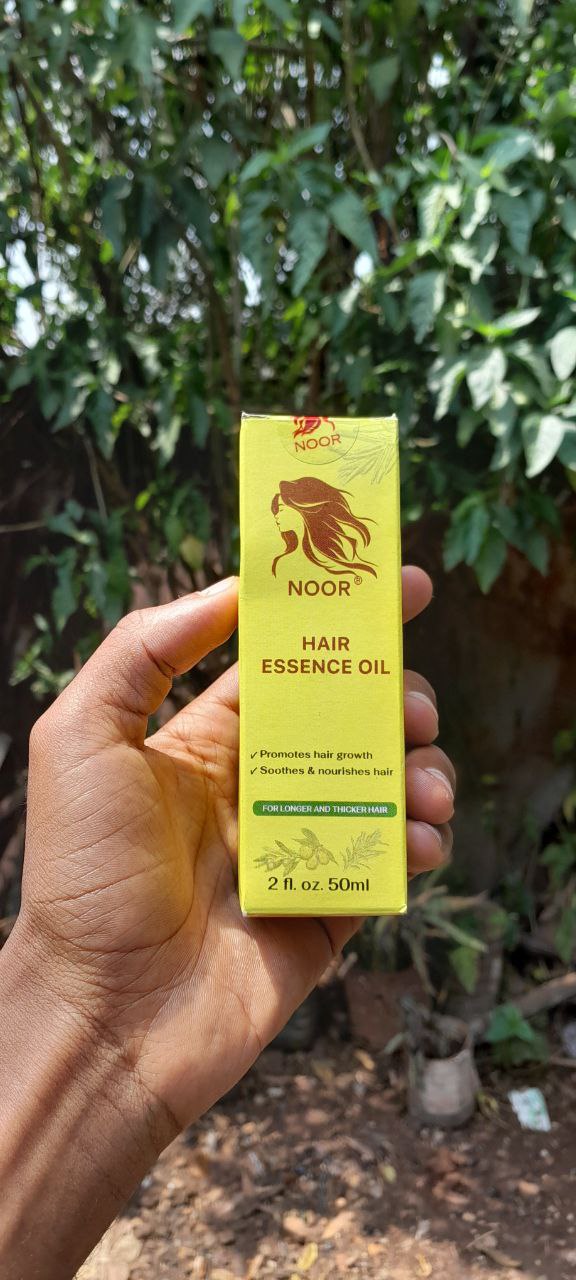 NOOR
NOOR®
HAIR
ESSENCE OIL
✓ Promotes hair growth
✓ Soothes & nourishes hair
FOR LONGER AND THICKER HAIR
2 fl. oz. 50ml